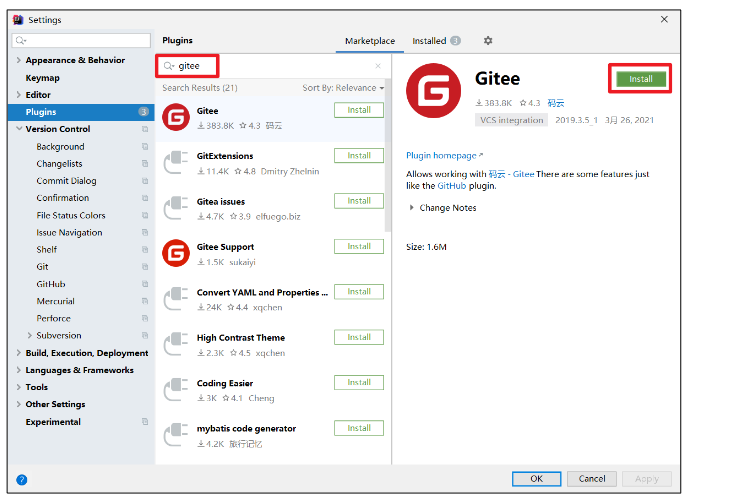 Settings
Plugins
Marketplace
Installed 3
gitee
Search Results (21)
Sort By: Relevance
Appearance & Behavior
Keymap
Editor
Plugins 3
Version Control
Background
Changelists
Commit Dialog
Confirmation
File Status Colors
Issue Navigation
Shelf
Git
GitHub
Mercurial
Perforce
Subversion
Build, Execution, Deployment
Languages & Frameworks
Tools
Other Settings
Experimental
Gitee
Install
383.8K 4.3 码云
GitExtensions
Install
11.4K 4.8 Dmitry Zhelnin
Gitea issues
Install
4.7K 3.9 elfuego.biz
Gitee Support
Install
1.5K sukaiyi
Convert YAML and Properties ...
Install
24K 4.4 xqchen
High Contrast Theme
Install
2.3K 4.5 xqchen
Coding Easier
Install
3K 4.1 Cheng
mybatis code generator
Install
4.2K 旅行记忆
Gitee
Install
383.8K 4.3 码云
VCS integration 2019.3.5_1 3月 26, 2021
Plugin homepage
Allows working with 码云 - Gitee There are some features just
like the GitHub plugin.
Change Notes
Size: 1.6M
?
OK
Cancel
Apply